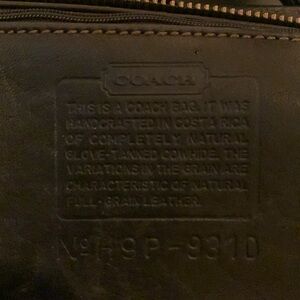 COACH
THIS IS A COACH BAG. IT WAS
HANDCRAFTED IN COSTA RICA
OF COMPLETELY NATURAL
GLOVE-TANNED COWHIDE. THE
VARIATIONS IN THE GRAIN ARE
CHARACTERISTIC OF NATURAL
FULL-GRAIN LEATHER.
Nº H9P-9310